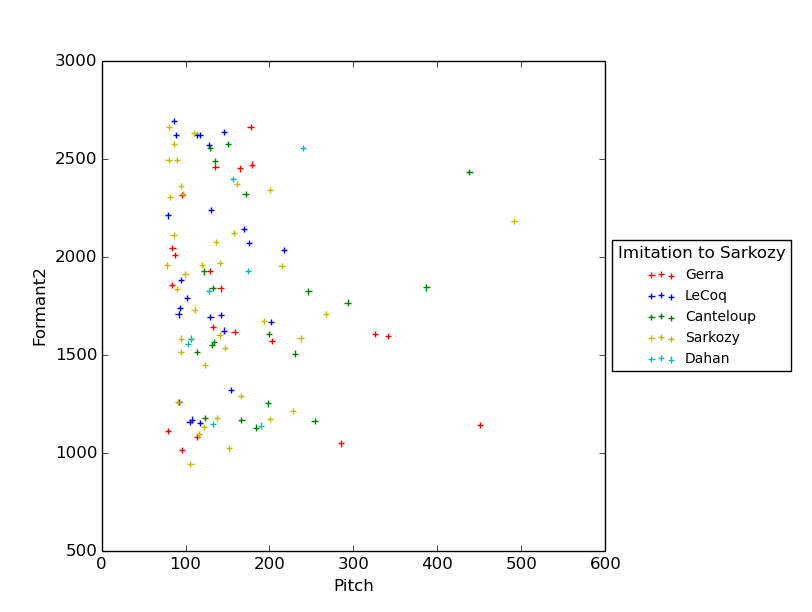 3000
2500
2000
1500
1000
500
Formant2
0
100
200
300
400
500
600
Pitch
Imitation to Sarkozy
Gerra
LeCoq
Canteloup
Sarkozy
Dahan